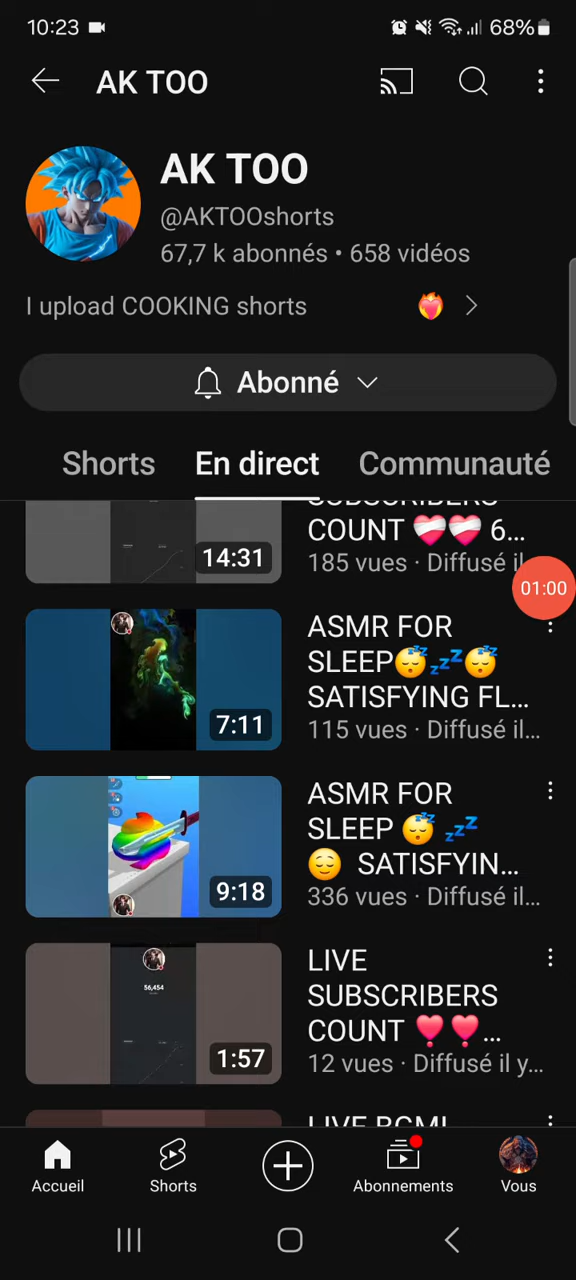 10:23
68%
AK TOO
AK TOO
@AKTOOshorts
67,7 k abonnés • 658 vidéos
I upload COOKING shorts ❤️‍🔥
Abonné
Shorts En direct Communauté
SUBSCRIBERS
COUNT ❤️‍🩹❤️‍🩹 6...
185 vues · Diffusé il...
14:31
01:00
ASMR FOR
SLEEP😴💤😴
SATISFYING FL...
115 vues · Diffusé il...
7:11
ASMR FOR
SLEEP 😴 💤
😌 SATISFYIN...
336 vues · Diffusé il...
9:18
LIVE
SUBSCRIBERS
COUNT ❣️❣️...
12 vues · Diffusé il y...
56,454
1:57
LIVE BGMI
Accueil
Shorts
Abonnements
Vous